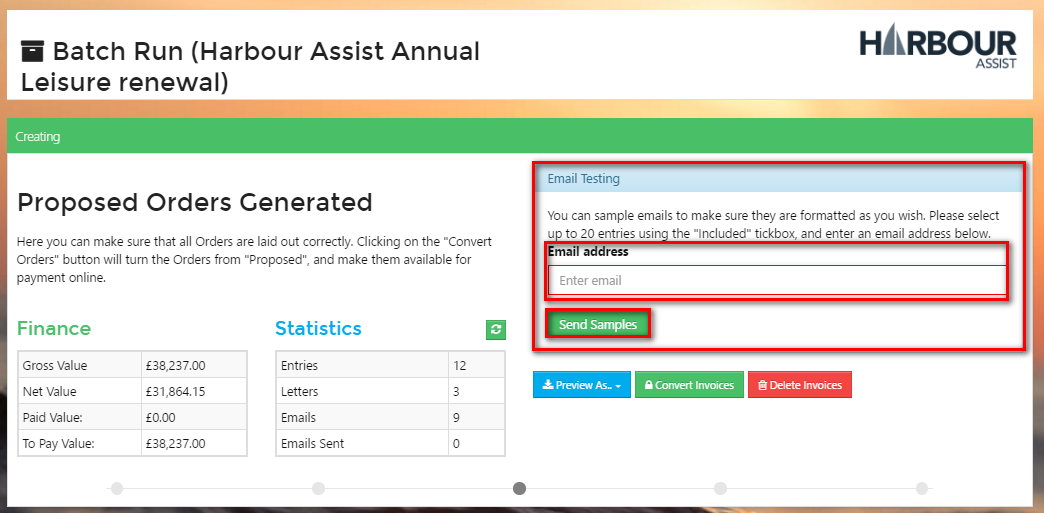 Batch Run (Harbour Assist Annual
Leisure renewal)
HARBOUR
ASSIST
Creating
Proposed Orders Generated
Here you can make sure that all Orders are laid out correctly. Clicking on the "Convert
Orders" button will turn the Orders from "Proposed", and make them available for
payment online.
Email Testing
You can sample emails to make sure they are formatted as you wish. Please select
up to 20 entries using the "Included" tickbox, and enter an email address below.
Email address
Enter email
Send Samples
Preview As..
Convert Invoices
Delete Invoices
Finance
Gross Value £38,237.00
Net Value £31,864.15
Paid Value: £0.00
To Pay Value: £38,237.00
Statistics
Entries 12
Letters 3
Emails 9
Emails Sent 0